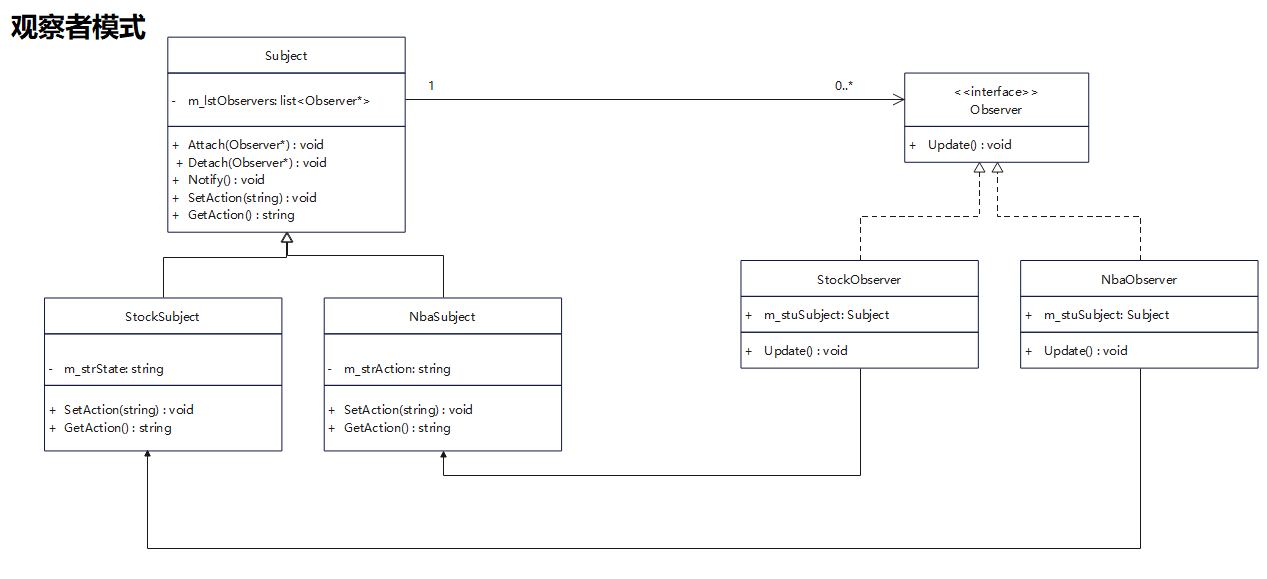 观察者模式
Subject
- m_lstObservers: list<Observer*>
+ Attach(Observer*) : void
+ Detach(Observer*) : void
+ Notify() : void
+ SetAction(string) : void
+ GetAction() : string
1
0..*
<<interface>>
Observer
+ Update() : void
StockSubject
- m_strState: string
+ SetAction(string) : void
+ GetAction() : string
NbaSubject
- m_strAction: string
+ SetAction(string) : void
+ GetAction() : string
StockObserver
+ m_stuSubject: Subject
+ Update() : void
NbaObserver
+ m_stuSubject: Subject
+ Update() : void